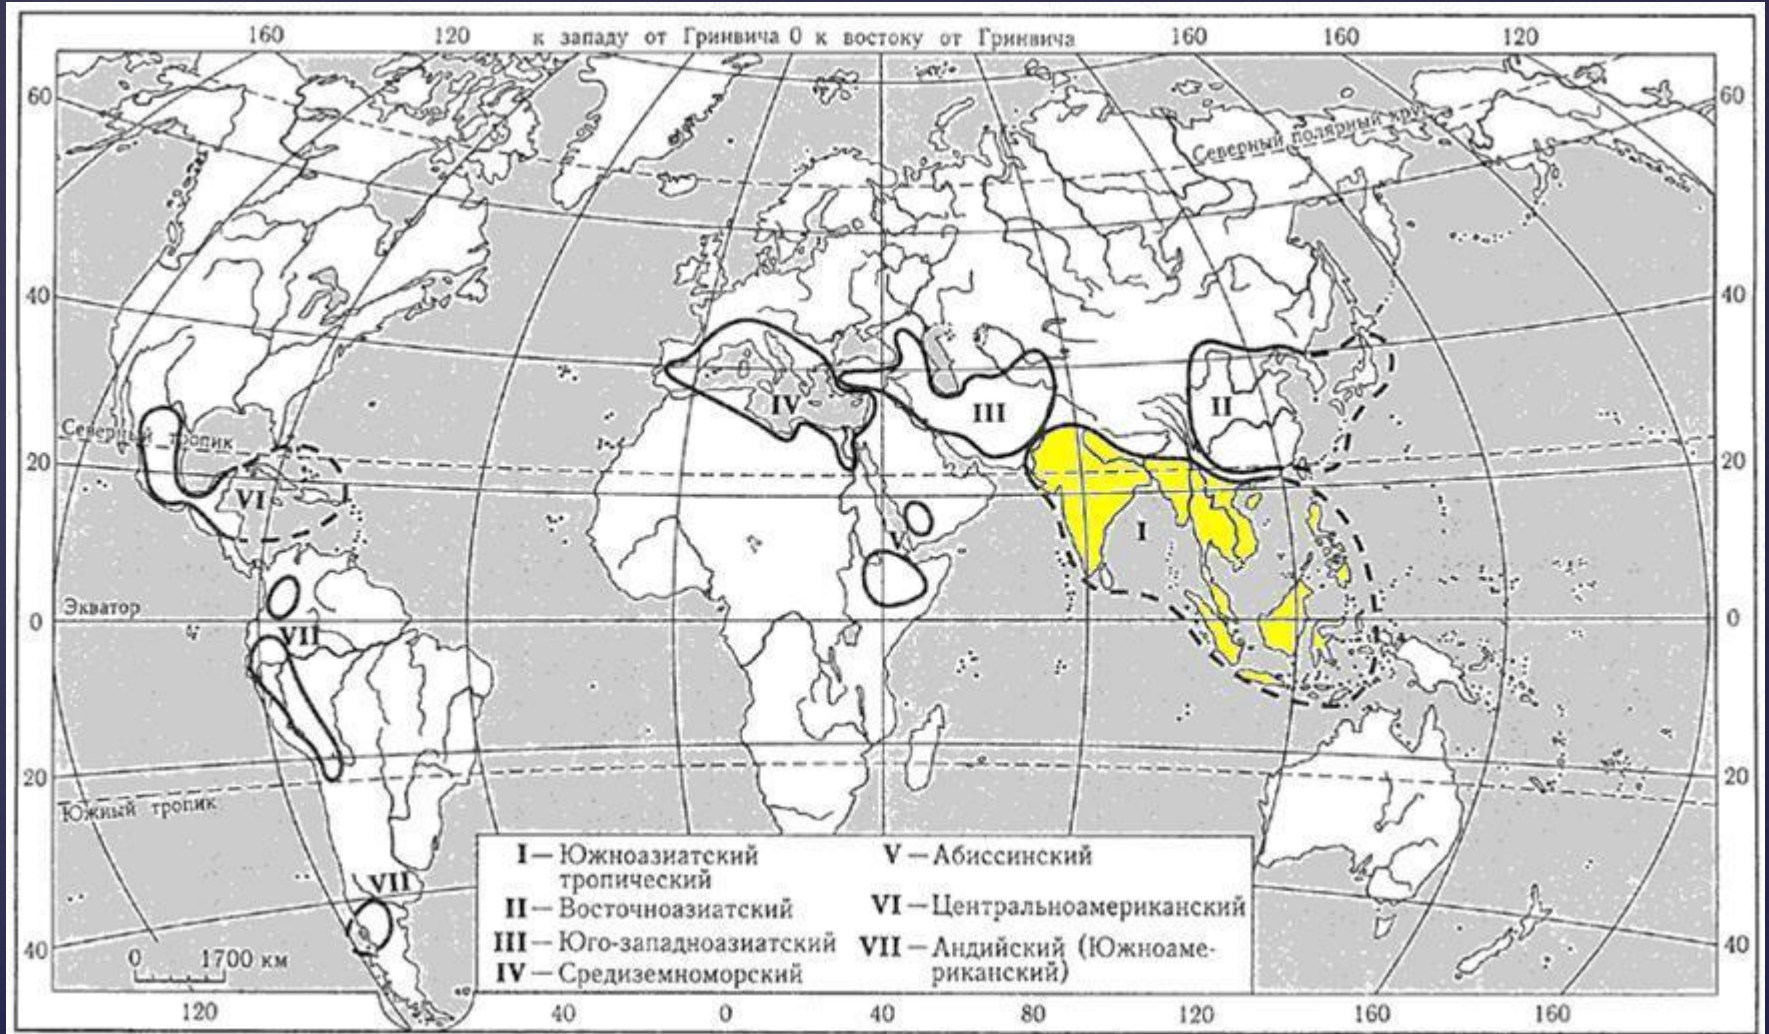 160 120 к западу от Гринвича 0 к востоку от Гринвича 160 160 120
60 60
Северный полярный круг
40 40
IV III II
Северный тропик
20 20
VI I
V
Экватор
0 0
VII
20 20
Южный тропик
VII
I — Южноазиатский
тропический
II — Восточноазиатский
III — Юго-западноазиатский
IV — Средиземноморский
V — Абиссинский
VI — Центральноамериканский
VII — Андийский (Южноаме-
риканский)
40 40
0 1700 км
120 40 0 40 80 120 160 160